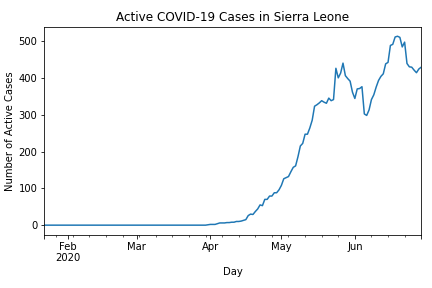 Active COVID-19 Cases in Sierra Leone
Number of Active Cases
500
400
300
200
100
0
Feb Mar Apr May Jun
2020
Day